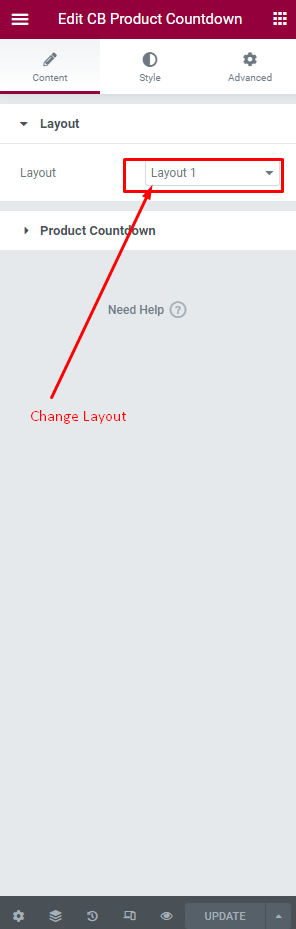 Edit CB Product Countdown
Content Style Advanced
Layout
Layout Layout 1
Product Countdown
Need Help ?
Change Layout
UPDATE